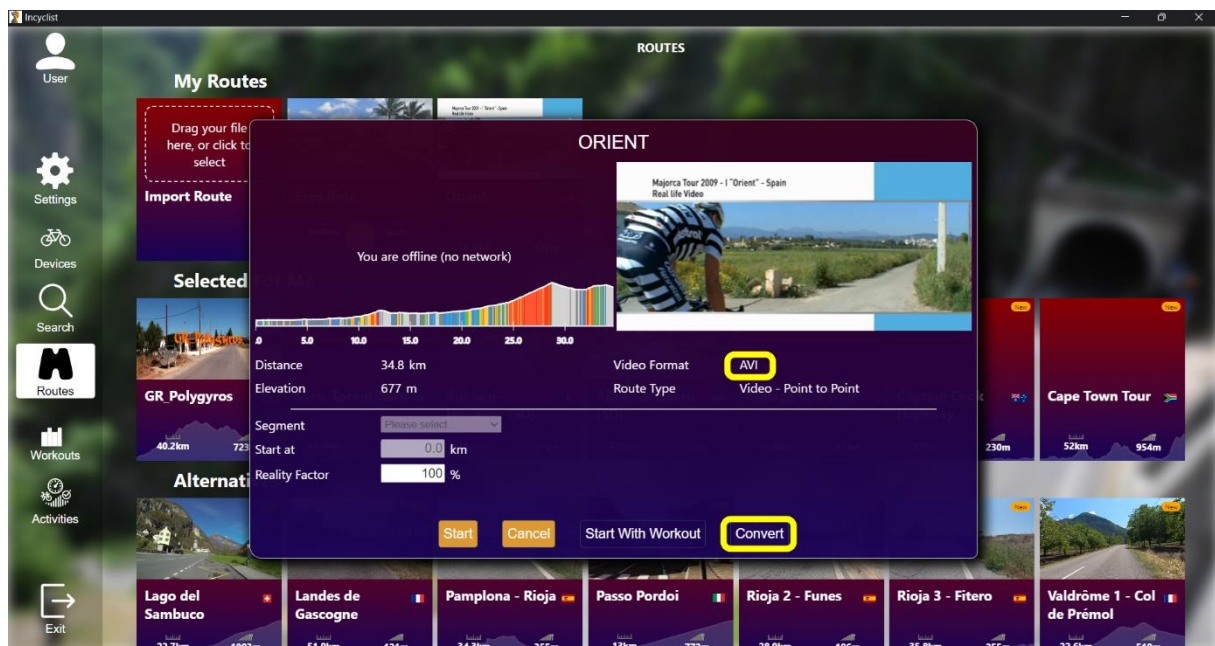 Incyclist
ROUTES
User
My Routes
Drag your file
here, or click to
select
Import Route
Settings
Devices
Search
Routes
Workouts
Activities
Exit
ORIENT
You are offline (no network)
Majorca Tour 2009 - I "Orient" - Spain
Real life Video
.0 5.0 10.0 15.0 20.0 25.0 30.0
Distance 34.8 km
Elevation 677 m
Video Format AVI
Route Type Video - Point to Point
Segment Please select
Start at 0.0 km
Reality Factor 100 %
Start Cancel Start With Workout Convert
Selected For Me
GR_Polygyros
40.2km 723
New
230m
New
Cape Town Tour
52km 954m
Alternati
New
New
Lago del
Sambuco
Landes de
Gascogne
Pamplona - Rioja
Passo Pordoi
Rioja 2 - Funes
Rioja 3 - Fitero
Valdrôme 1 - Col
de Prémol